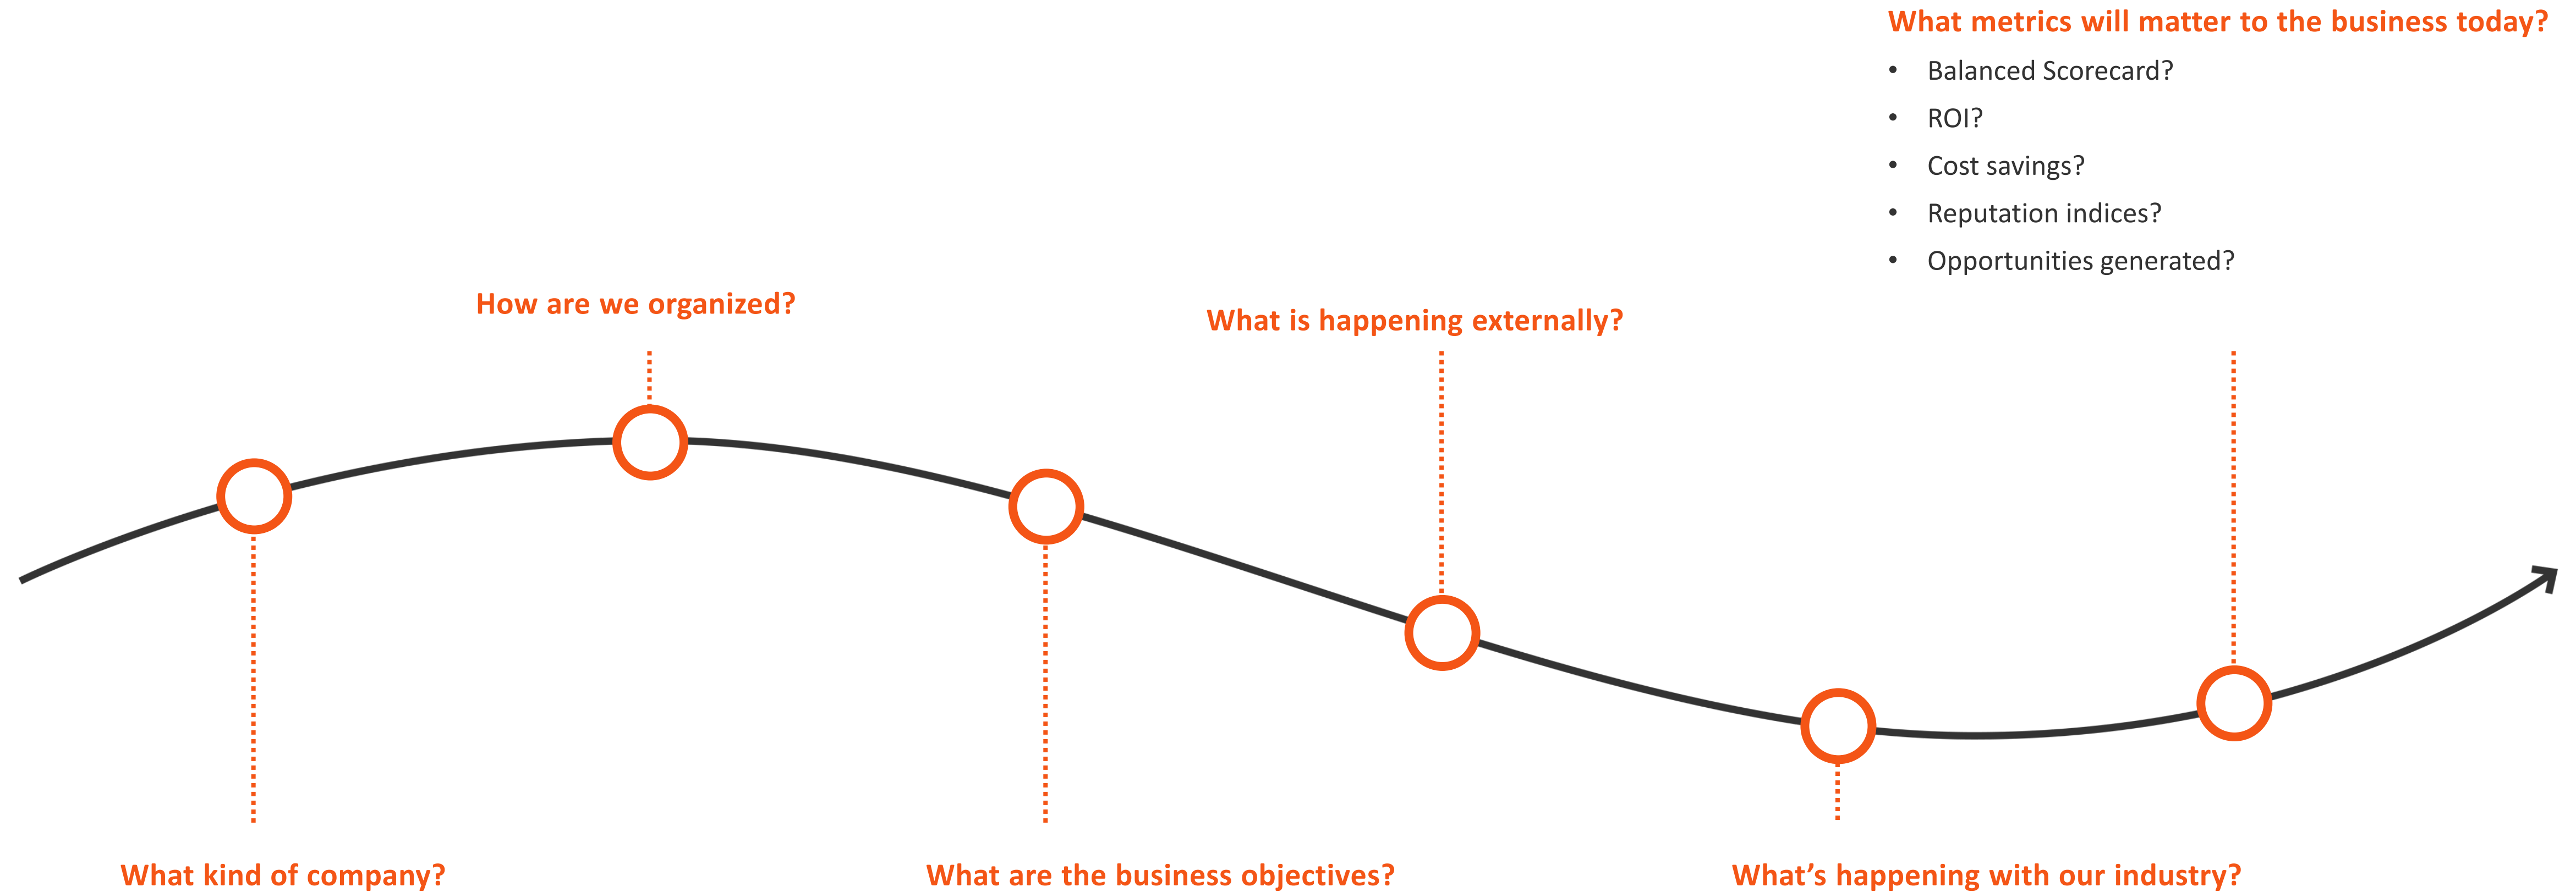 What metrics will matter to the business today?
• Balanced Scorecard?
• ROI?
• Cost savings?
• Reputation indices?
• Opportunities generated?
How are we organized?
What is happening externally?
What kind of company?
What are the business objectives?
What’s happening with our industry?